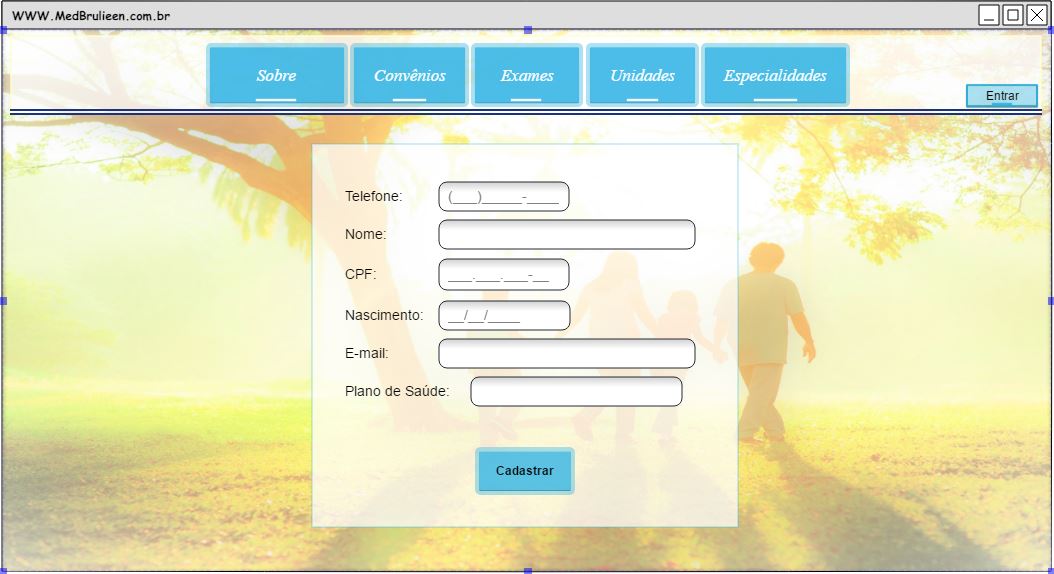 WWW.MedBrulieen.com.br
Sobre Convênios Exames Unidades Especialidades
Entrar
Telefone: (___)_____-____
Nome:
CPF: ___.___.___-__
Nascimento: __/__/____
E-mail:
Plano de Saúde:
Cadastrar